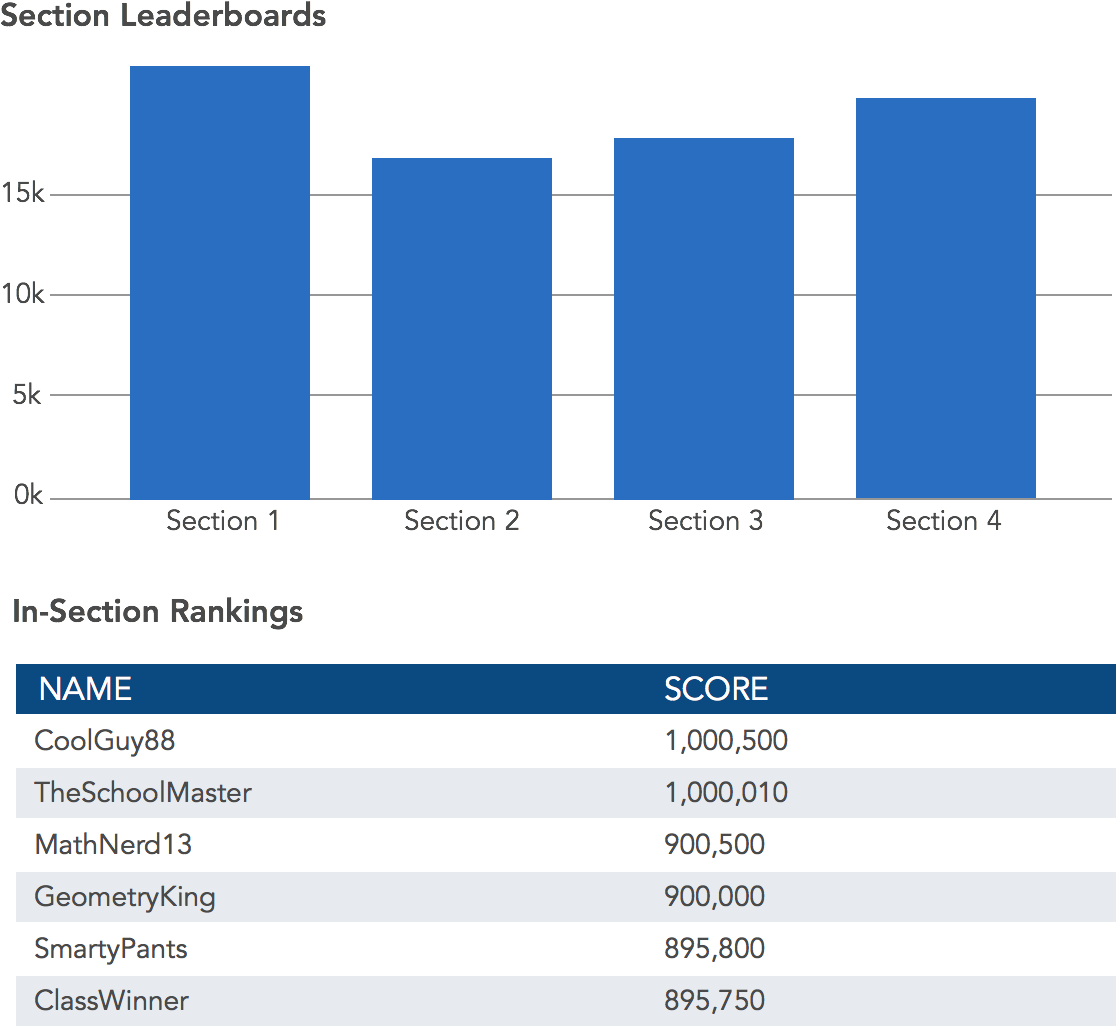 Section Leaderboards
15k
10k
5k
0k
Section 1 Section 2 Section 3 Section 4
In-Section Rankings
NAME SCORE
CoolGuy88 1,000,500
TheSchoolMaster 1,000,010
MathNerd13 900,500
GeometryKing 900,000
SmartyPants 895,800
ClassWinner 895,750